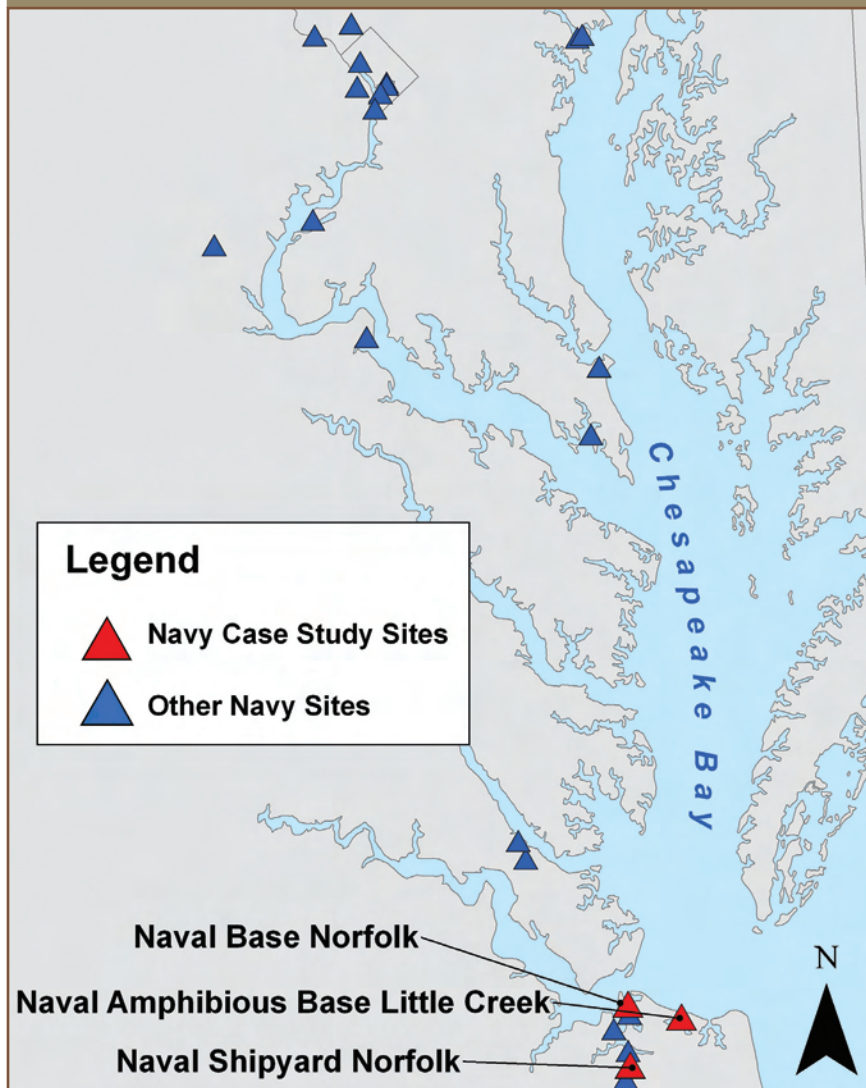 Chesapeake Bay
Legend
Navy Case Study Sites
Other Navy Sites
Naval Base Norfolk
Naval Amphibious Base Little Creek
Naval Shipyard Norfolk
N